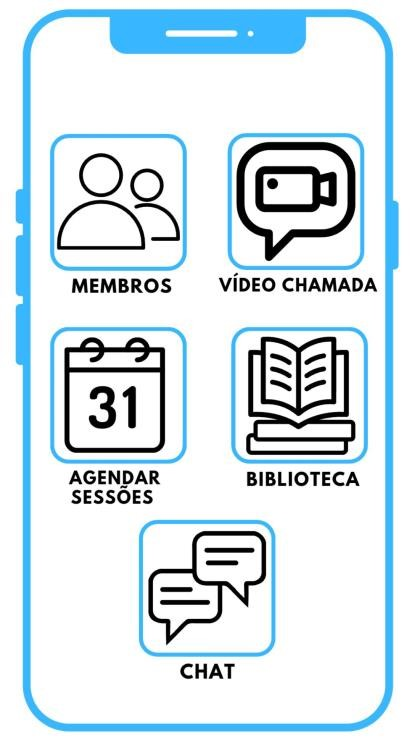 MEMBROS
VÍDEO CHAMADA
31
AGENDAR
SESSÕES
BIBLIOTECA
CHAT